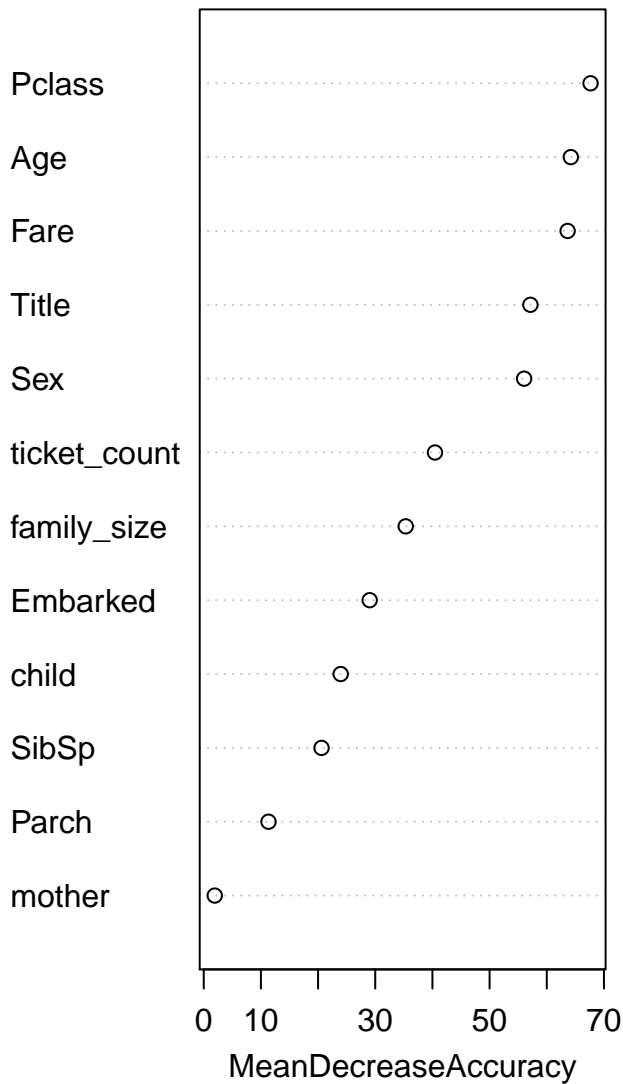 Pclass
Age
Fare
Title
Sex
ticket_count
family_size
Embarked
child
SibSp
Parch
mother
0 10 30 50 70
MeanDecreaseAccuracy